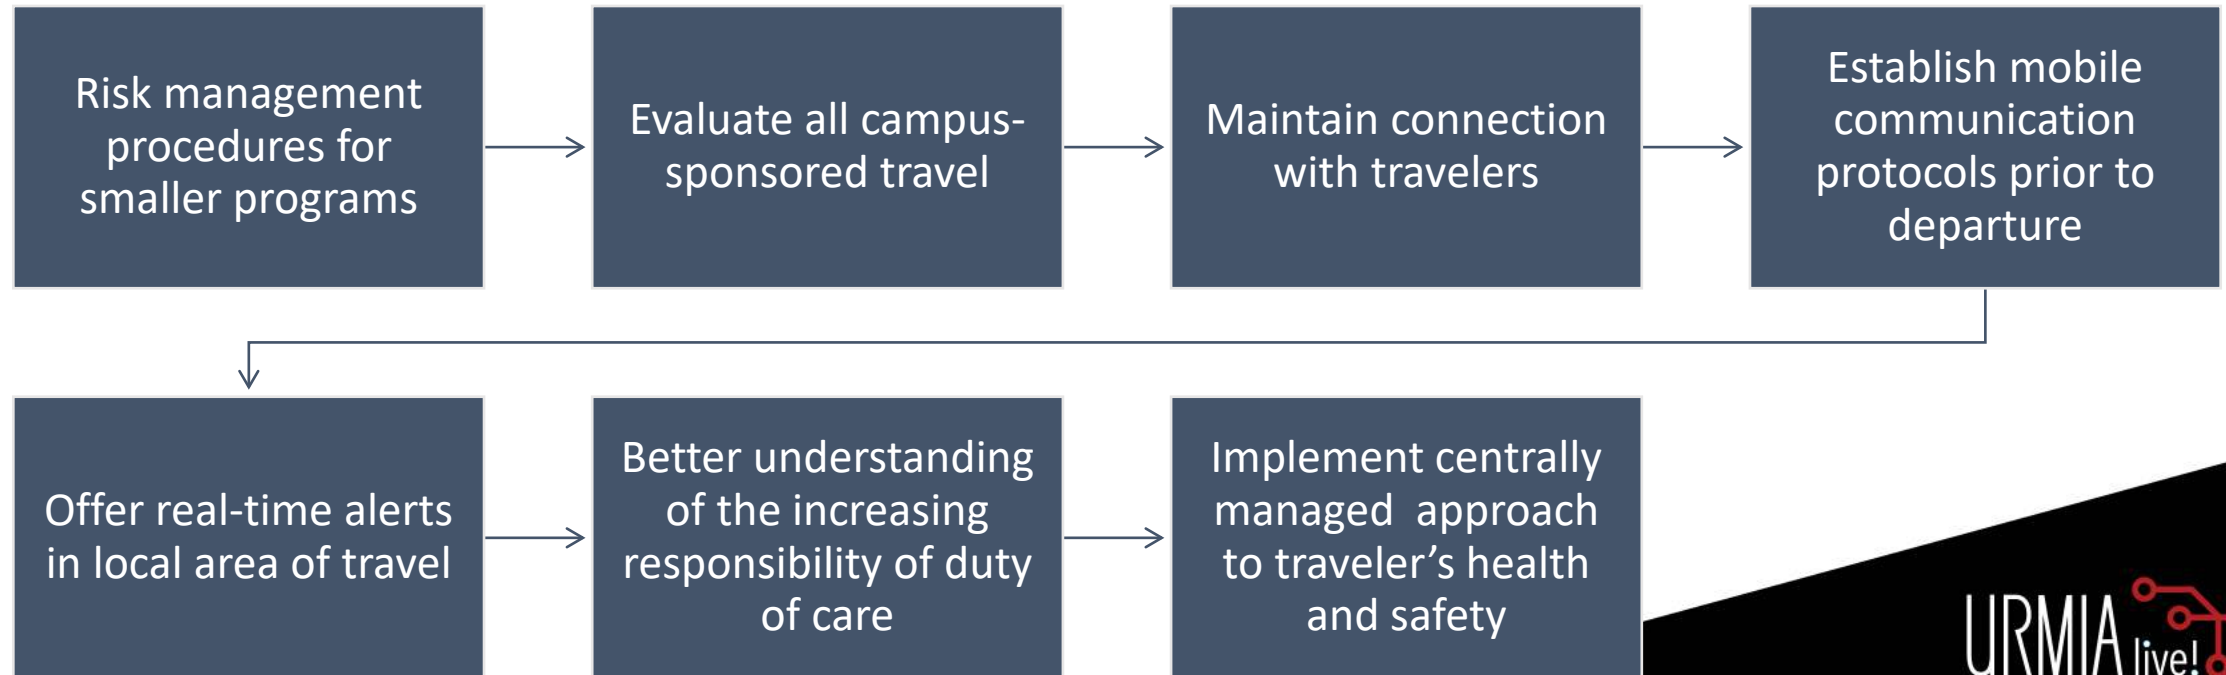 Risk management
procedures for
smaller programs
Evaluate all campus-
sponsored travel
Maintain connection
with travelers
Establish mobile
communication
protocols prior to
departure
Offer real-time alerts
in local area of travel
Better understanding
of the increasing
responsibility of duty
of care
Implement centrally
managed  approach
to traveler’s health
and safety
URMIA live!